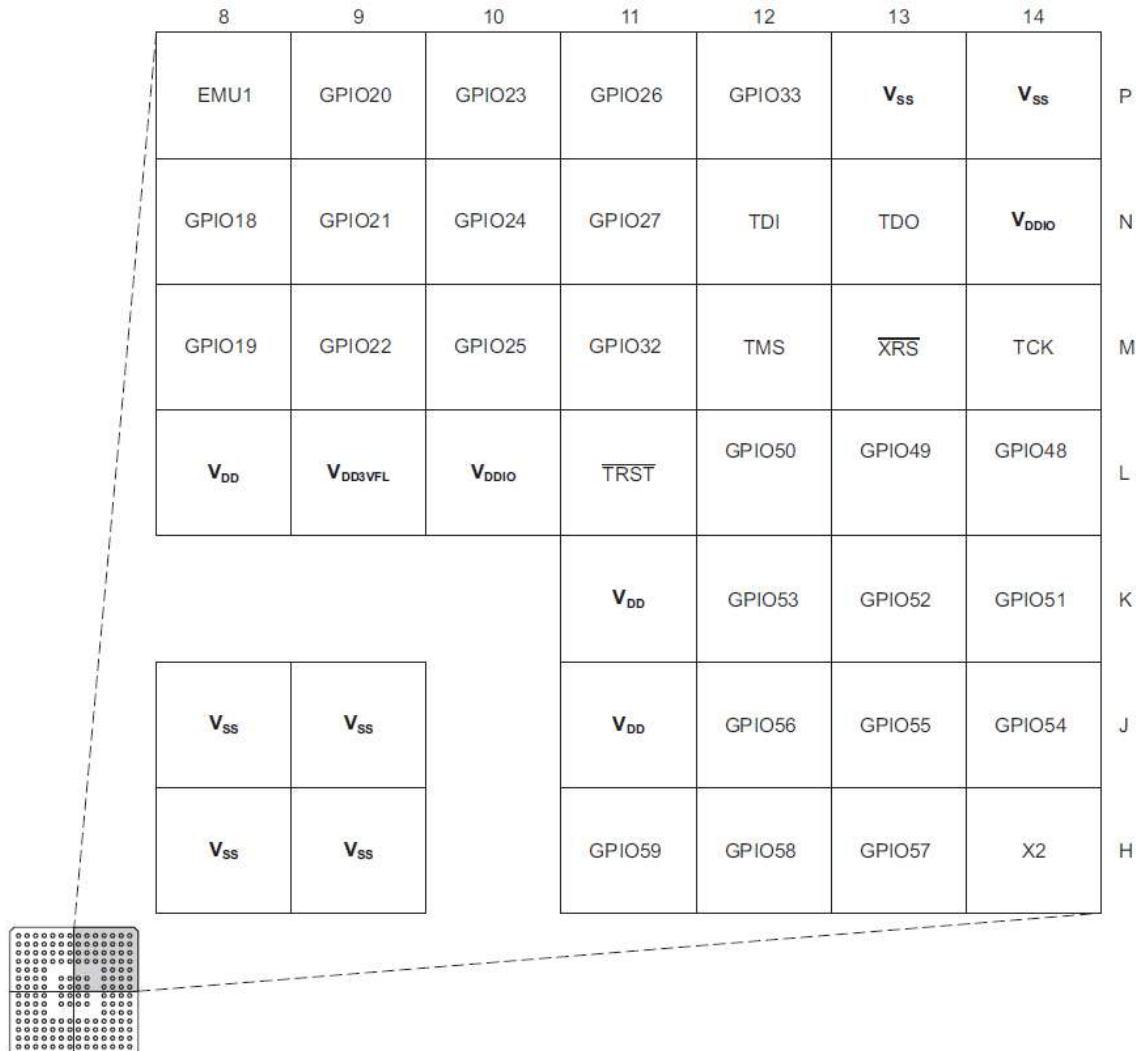 8 9 10 11 12 13 14
EMU1 GPIO20 GPIO23 GPIO26 GPIO33 VSS VSS P
GPIO18 GPIO21 GPIO24 GPIO27 TDI TDO VDDIO N
GPIO19 GPIO22 GPIO25 GPIO32 TMS XRS TCK M
VDD VDD3VFL VDDIO TRST GPIO50 GPIO49 GPIO48 L
VDD GPIO53 GPIO52 GPIO51 K
VSS VSS VDD GPIO56 GPIO55 GPIO54 J
VSS VSS GPIO59 GPIO58 GPIO57 X2 H